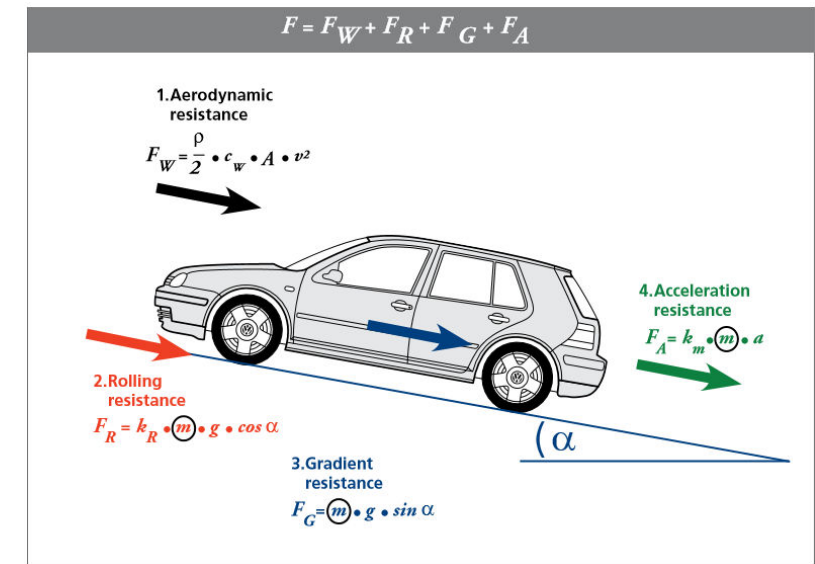 F = F_W + F_R + F_G + F_A
1.Aerodynamic
resistance
F_W = ρ/2 • c_w • A • v²
4.Acceleration
resistance
F_A = k_m • m • a
2.Rolling
resistance
F_R = k_R • m • g • cos α
α
3.Gradient
resistance
F_G = m • g • sin α